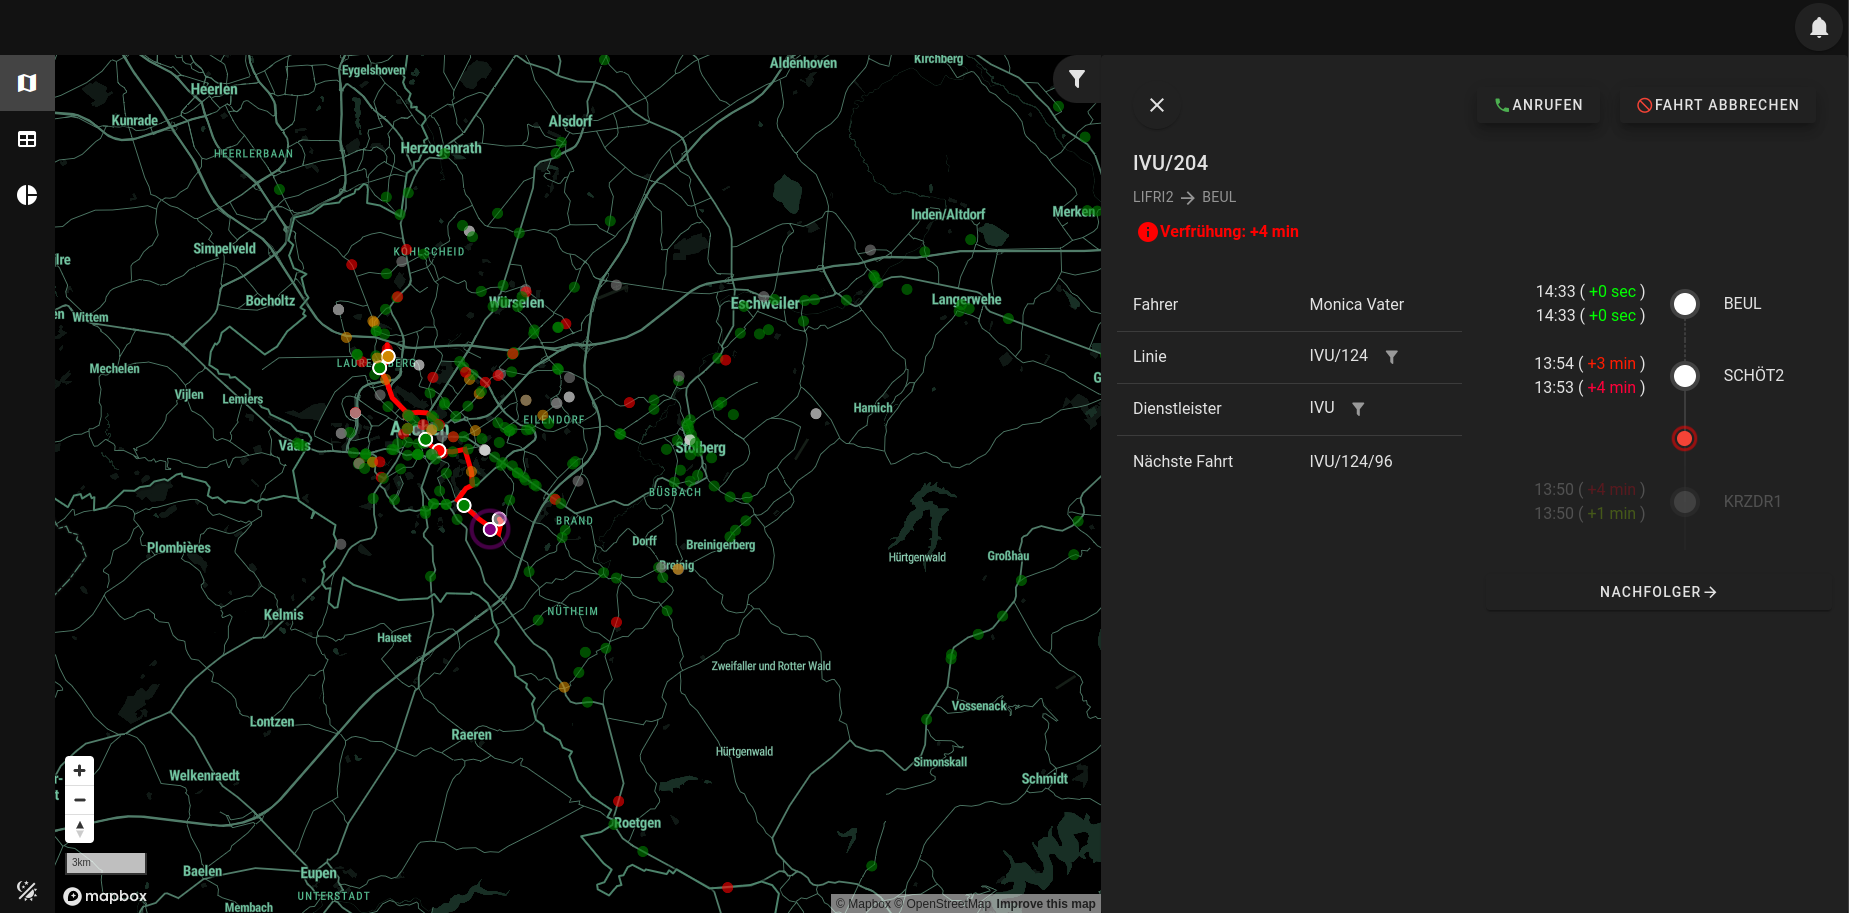 Eygelshoven
Aldenhoven
Kirchberg
Heerlen
Kunrade
Alsdorf
HEERLERBAAN
Herzogenrath
ANRUFEN
FAHRT ABBRECHEN
IVU/204
LIFRI2 → BEUL
Verfrühung: +4 min
Inden/Altdorf
Merken
Simpelveld
KOHLSCHEID
lre
Bocholtz
Würselen
Eschweiler
Langerwehe
en
Wittem
Fahrer Monica Vater
Linie IVU/124
Dienstleister IVU
Nächste Fahrt IVU/124/96
14:33 ( +0 sec )
14:33 ( +0 sec )
BEUL
13:54 ( +3 min )
13:53 ( +4 min )
SCHÖT2
13:50 ( +4 min )
13:50 ( +1 min )
KRZDR1
NACHFOLGER→
Mechelen
G
Vijlen
Lemiers
Hamich
EILENDORF
Vaals
Stolberg
BÜSBACH
BRAND
Plombières
Dorff
Breinigerberg
Breinig
Hürtgenwald
Großhau
Kelmis
NÜTHEIM
Hauset
Zweifaller und Rotter Wald
Vossenack
Lontzen
Raeren
Hürtgenwald
Simonskall
Welkenraedt
Schmidt
Roetgen
3km
Baelen
Eupen
UNTERSTADT
Membach
mapbox
© Mapbox © OpenStreetMap Improve this map